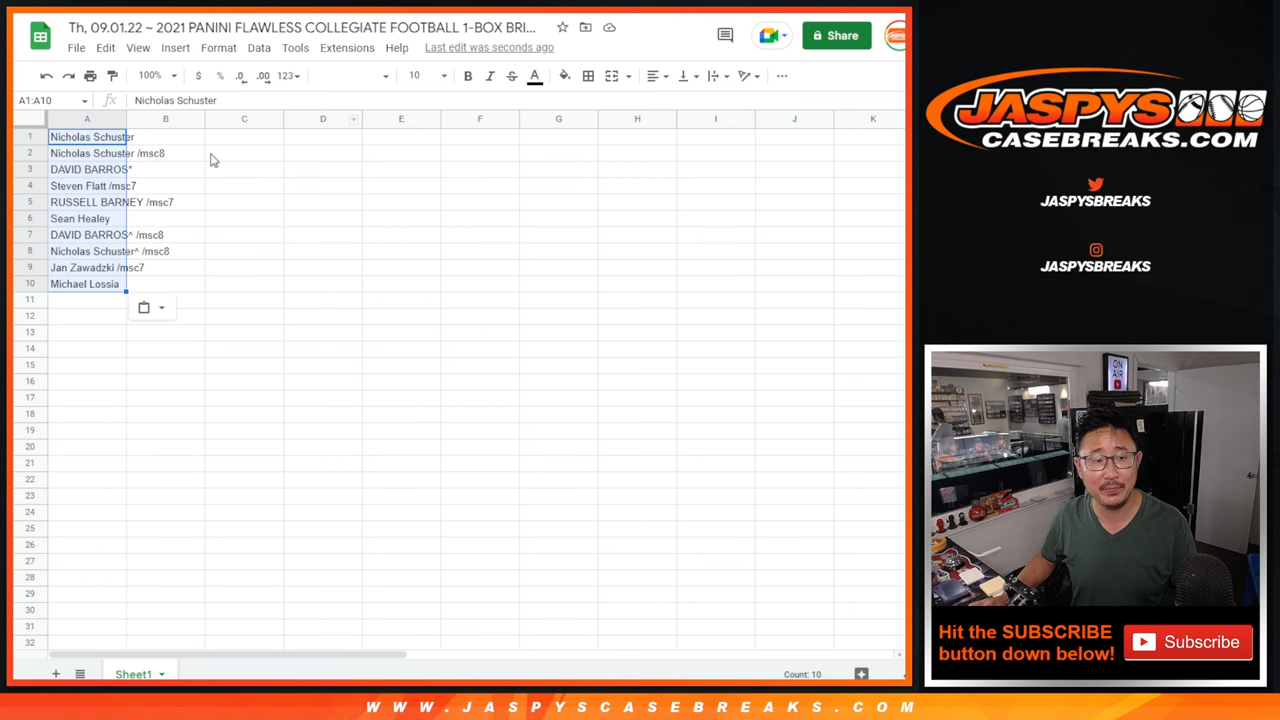 Th, 09.01.22 ~ 2021 PANINI FLAWLESS COLLEGIATE FOOTBALL 1-BOX BRI...
File Edit View Insert Format Data Tools Extensions Help Last edit was seconds ago
Share
100% $ % .0 .00 123 10 B I S A
A1:A10 fx Nicholas Schuster
A B C D E F G H I J K
1 Nicholas Schuster
2 Nicholas Schuster /msc8
3 DAVID BARROS*
4 Steven Flatt /msc7
5 RUSSELL BARNEY /msc7
6 Sean Healey
7 DAVID BARROS^ /msc8
8 Nicholas Schuster^ /msc8
9 Jan Zawadzki /msc7
10 Michael Lossia
11
12
13
14
15
16
17
18
19
20
21
22
23
24
25
26
27
28
29
30
31
32
Sheet1
Count: 10
JASPYS
CASEBREAKS.COM
JASPYSBREAKS
JASPYSBREAKS
ON
AIR
Hit the SUBSCRIBE
button down below!
Subscribe
WWW.JASPYSCASEBREAKS.COM